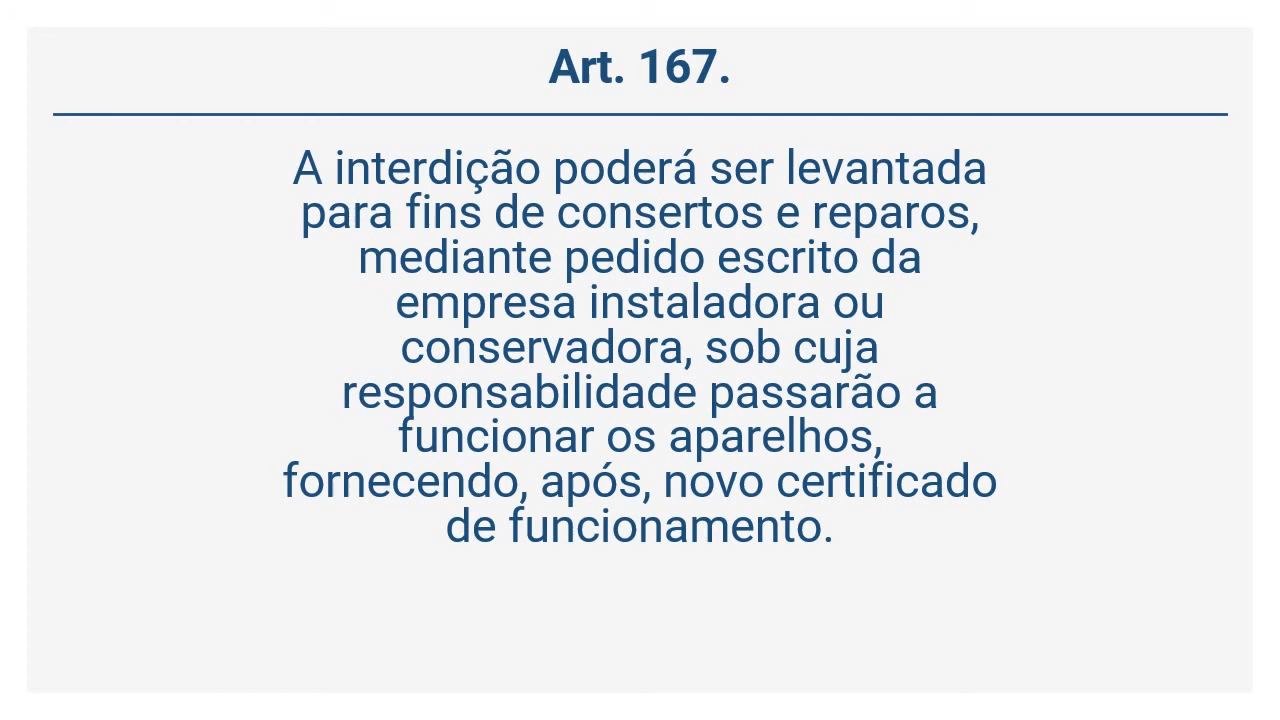 Art. 167.
A interdição poderá ser levantada
para fins de consertos e reparos,
mediante pedido escrito da
empresa instaladora ou
conservadora, sob cuja
responsabilidade passarão a
funcionar os aparelhos,
fornecendo, após, novo certificado
de funcionamento.